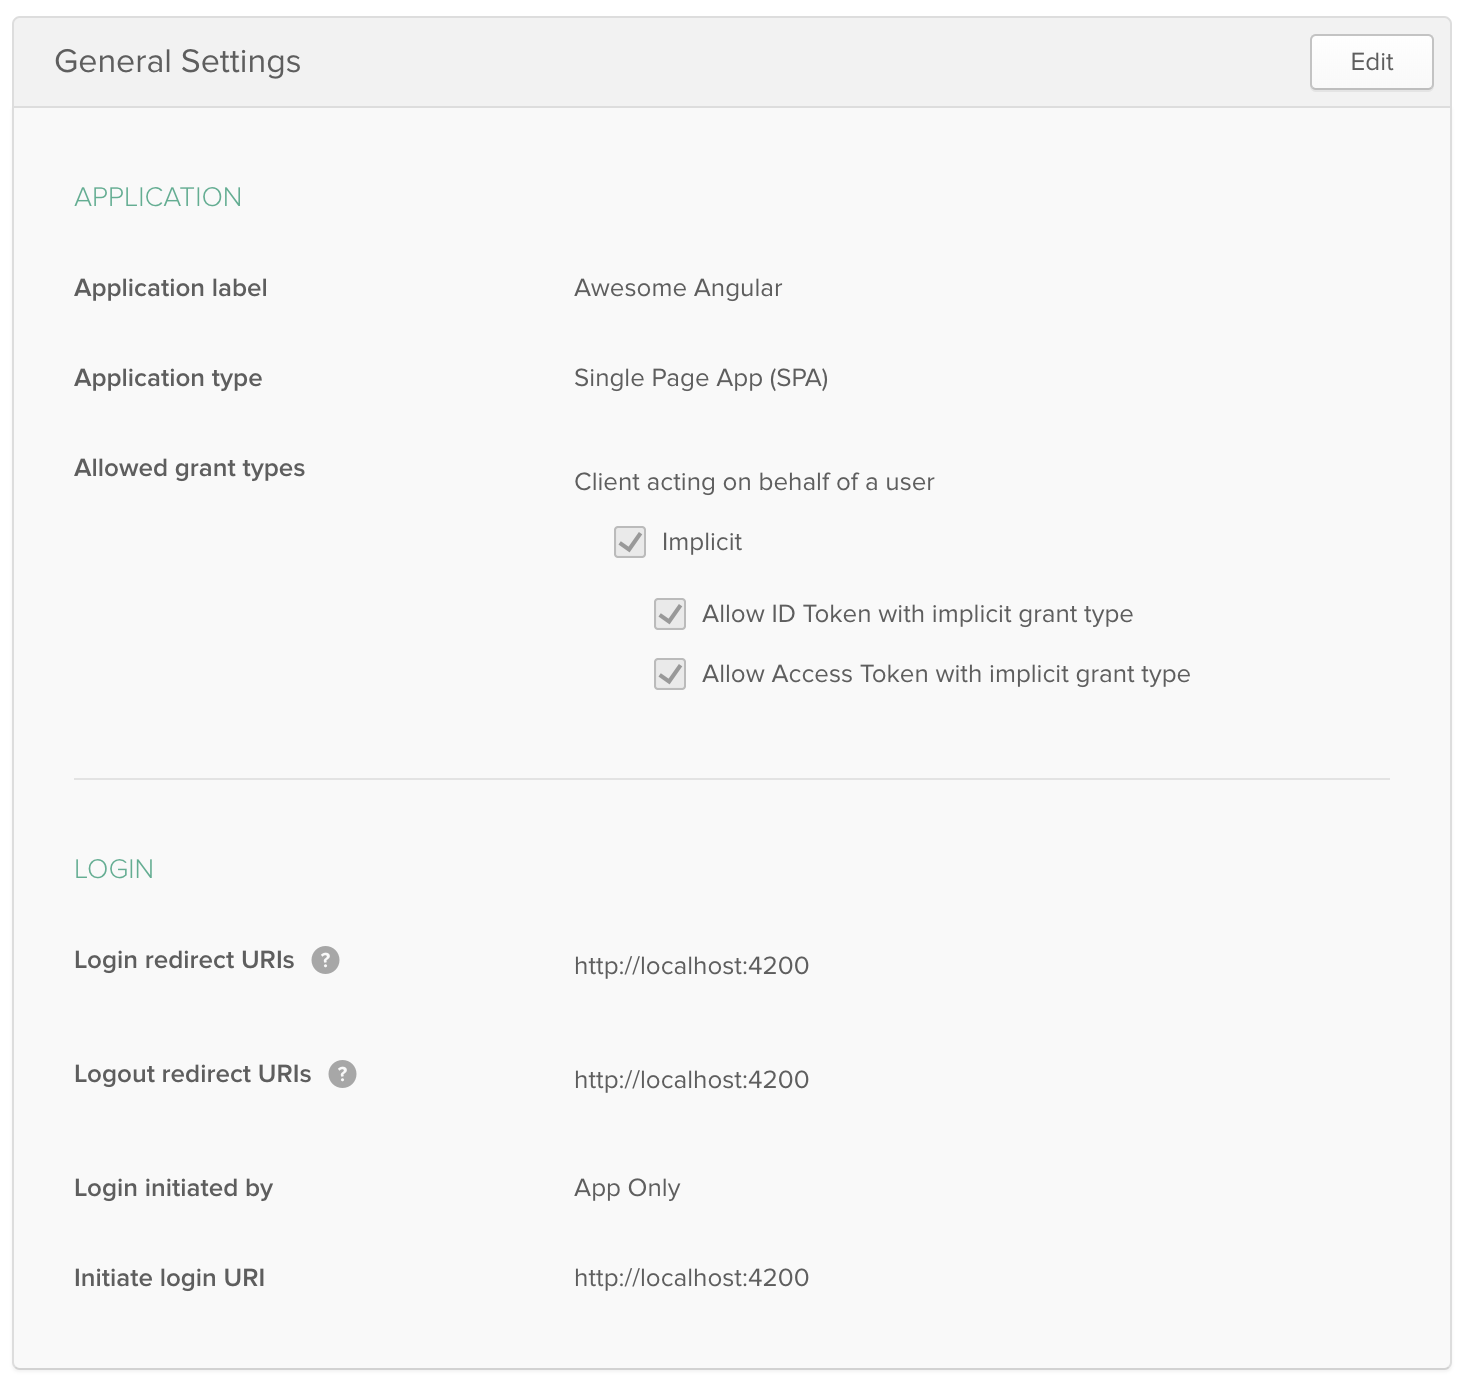 General Settings
Edit
APPLICATION
Application label
Awesome Angular
Application type
Single Page App (SPA)
Allowed grant types
Client acting on behalf of a user
Implicit
Allow ID Token with implicit grant type
Allow Access Token with implicit grant type
LOGIN
Login redirect URIs ?
http://localhost:4200
Logout redirect URIs ?
http://localhost:4200
Login initiated by
App Only
Initiate login URI
http://localhost:4200